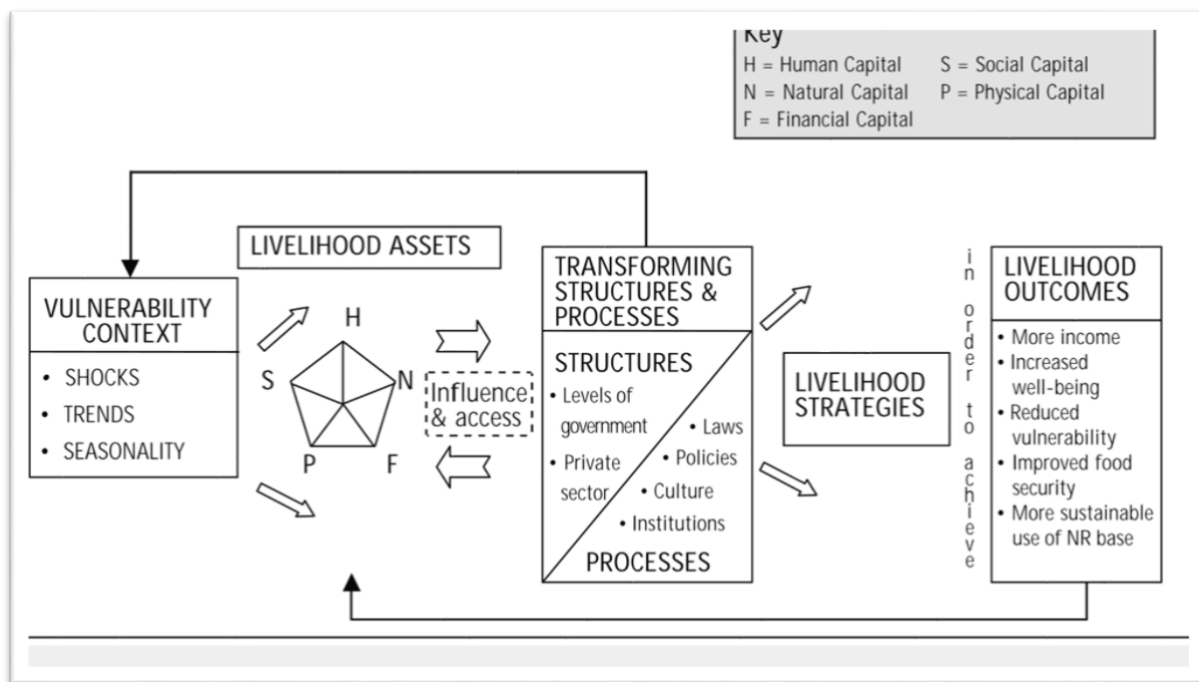 Key
H = Human Capital S = Social Capital
N = Natural Capital P = Physical Capital
F = Financial Capital
LIVELIHOOD ASSETS
VULNERABILITY
CONTEXT
• SHOCKS
• TRENDS
• SEASONALITY
H
S
N
P
F
Influence
& access
TRANSFORMING
STRUCTURES &
PROCESSES
STRUCTURES
• Levels of
government
• Private
sector
• Laws
• Policies
• Culture
• Institutions
PROCESSES
LIVELIHOOD
STRATEGIES
in order to achieve
LIVELIHOOD
OUTCOMES
• More income
• Increased
well-being
• Reduced
vulnerability
• Improved food
security
• More sustainable
use of NR base